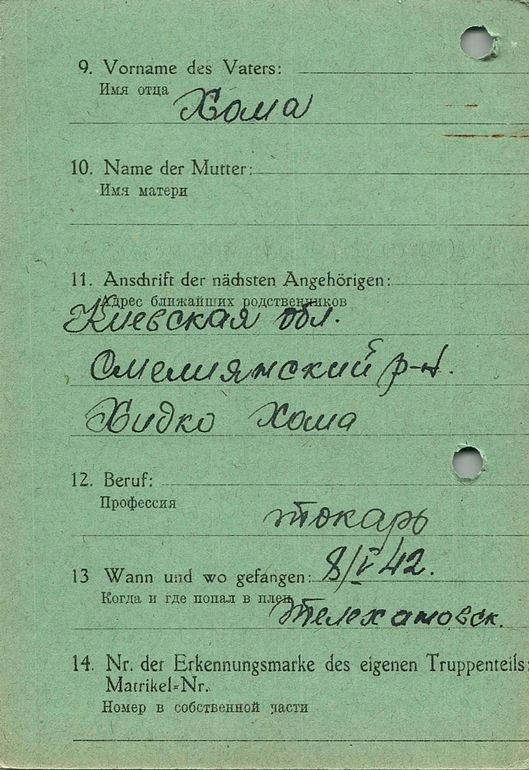 9. Vorname des Vaters:
Имя отца
Хома
10. Name der Mutter:
Имя матери
11. Anschrift der nächsten Angehörigen:
Адрес ближайших родственников
Киевская обл.
Смелиянский р-н.
Хидко Хома
12. Beruf:
Профессия
токарь
13 Wann und wo gefangen: 8/V 42.
Когда и где попал в плен
Телехановск.
14. Nr. der Erkennungsmarke des eigenen Truppenteils:
Matrikel-Nr.
Номер в собственной части